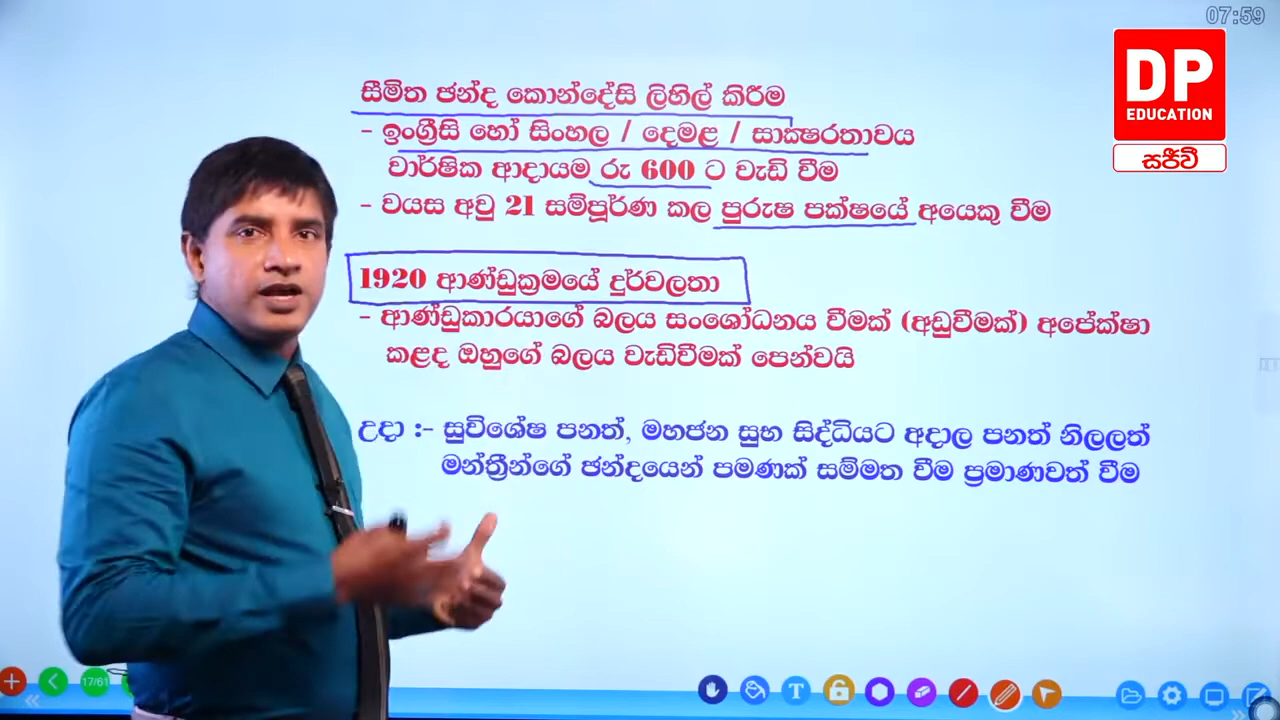 07:59
DP
EDUCATION
සජීවී
සීමිත ඡන්ද කොන්දේසි ලිහිල් කිරීම
- ඉංග්‍රීසි හෝ සිංහල / දෙමළ / සාක්‍ෂරතාවය
වාර්ෂික ආදායම රු 600 ට වැඩි වීම
- වයස අවු 21 සම්පූර්ණ කල පුරුෂ පක්ෂයේ අයෙකු වීම
1920 ආණ්ඩුක්‍රමයේ දුර්වලතා
- ආණ්ඩුකාරයාගේ බලය සංශෝධනය වීමක් (අඩුවීමක්) අපේක්ෂා
කළද ඔහුගේ බලය වැඩිවීමක් පෙන්වයි
උදා :- සුවිශේෂ පනත්, මහජන සුභ සිද්ධියට අදාල පනත් නිලලත්
මන්ත්‍රීන්ගේ ඡන්දයෙන් පමණක් සම්මත වීම ප්‍රමාණවත් වීම
17/61